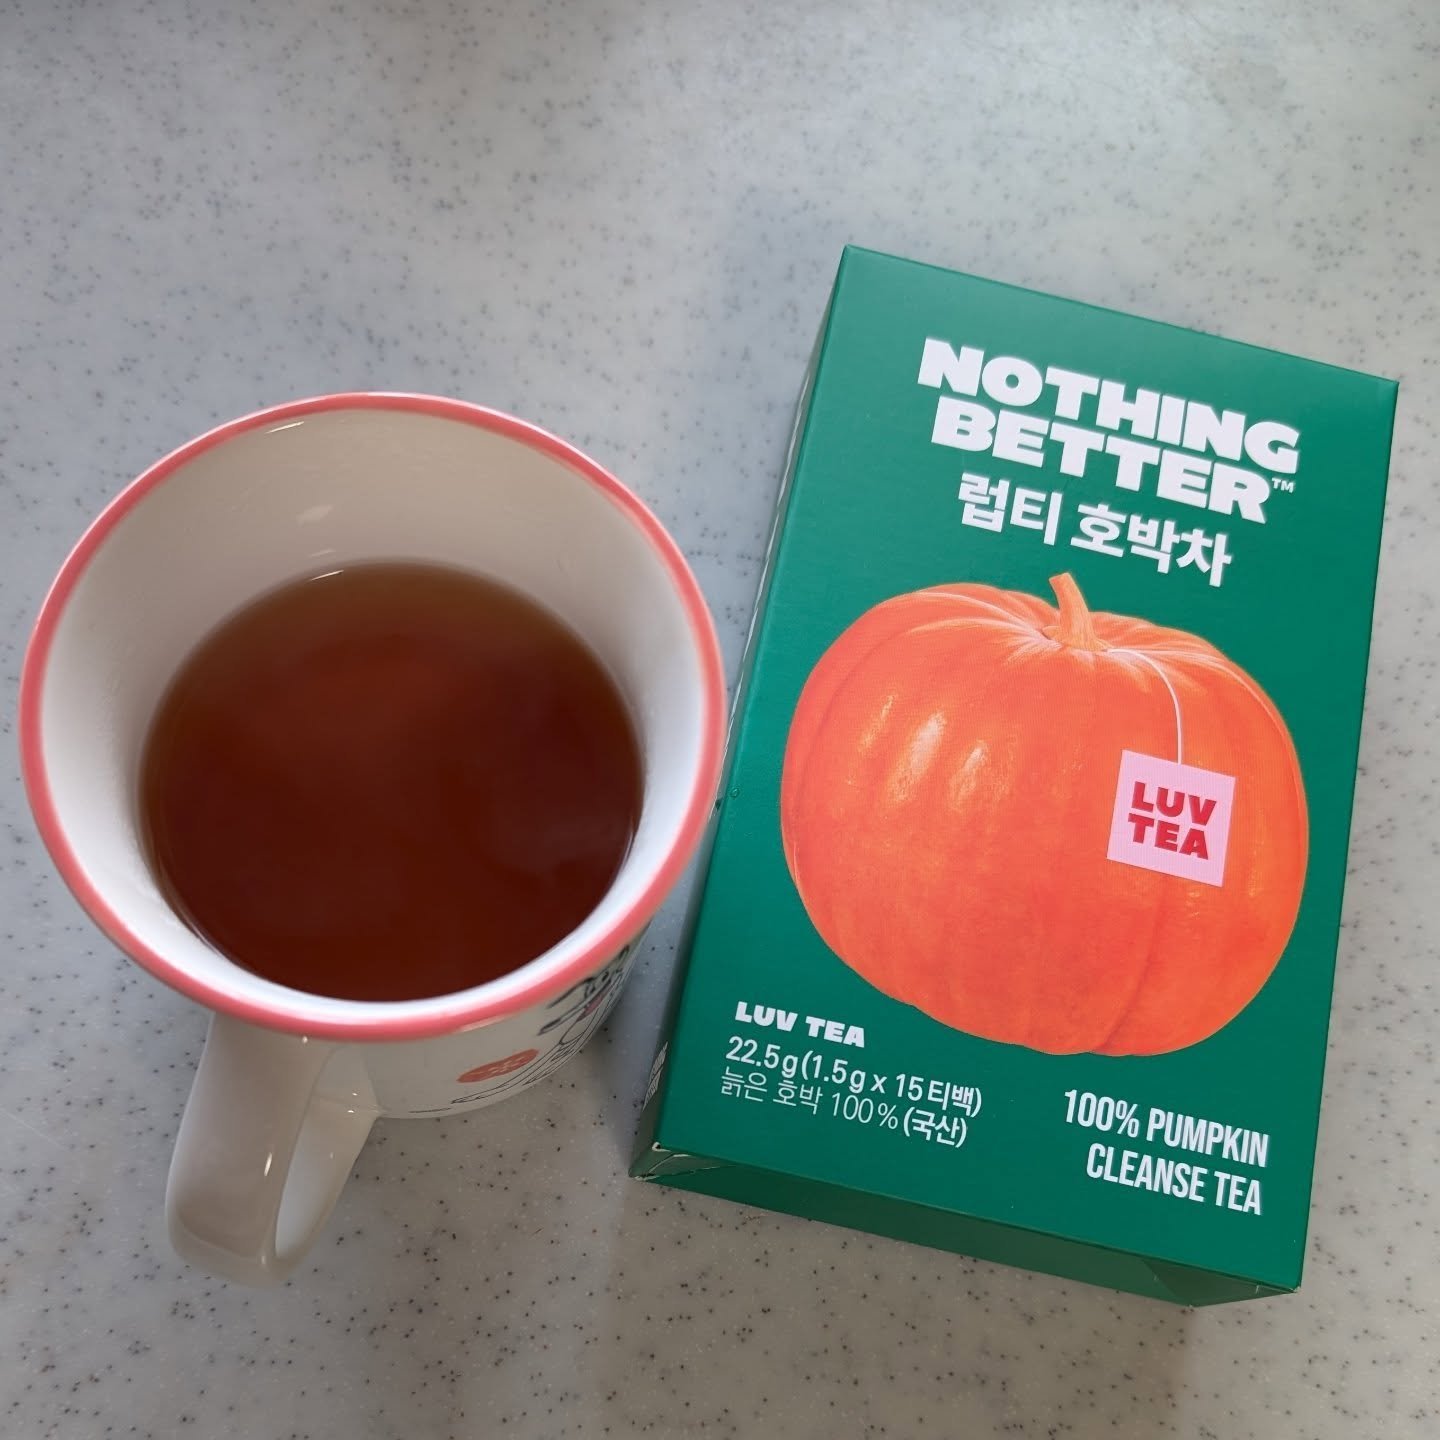 NOTHING
BETTER™
럽티 호박차
LUV
TEA
LUV TEA
22.5g(1.5g x 15티백)
늙은 호박 100%(국산)
100% PUMPKIN
CLEANSE TEA